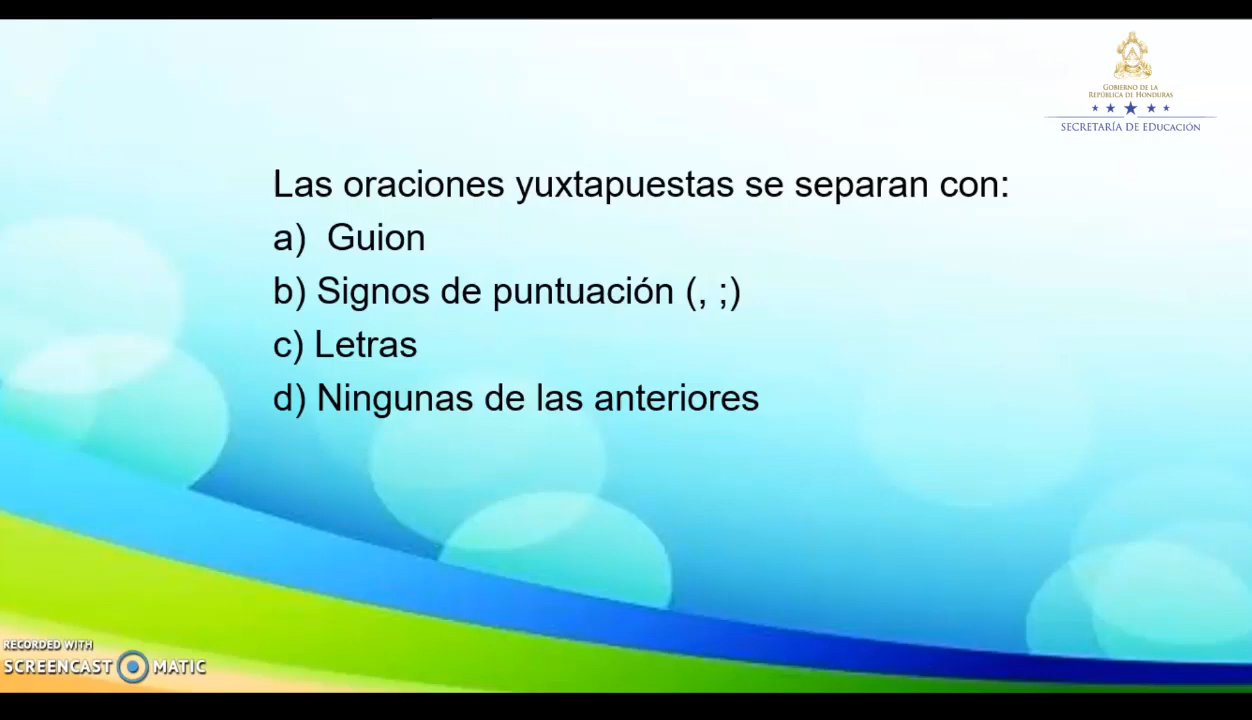 GOBIERNO DE LA
REPÚBLICA DE HONDURAS
SECRETARÍA DE EDUCACIÓN
Las oraciones yuxtapuestas se separan con:
a) Guion
b) Signos de puntuación (, ;)
c) Letras
d) Ningunas de las anteriores
RECORDED WITH
SCREENCAST MATIC